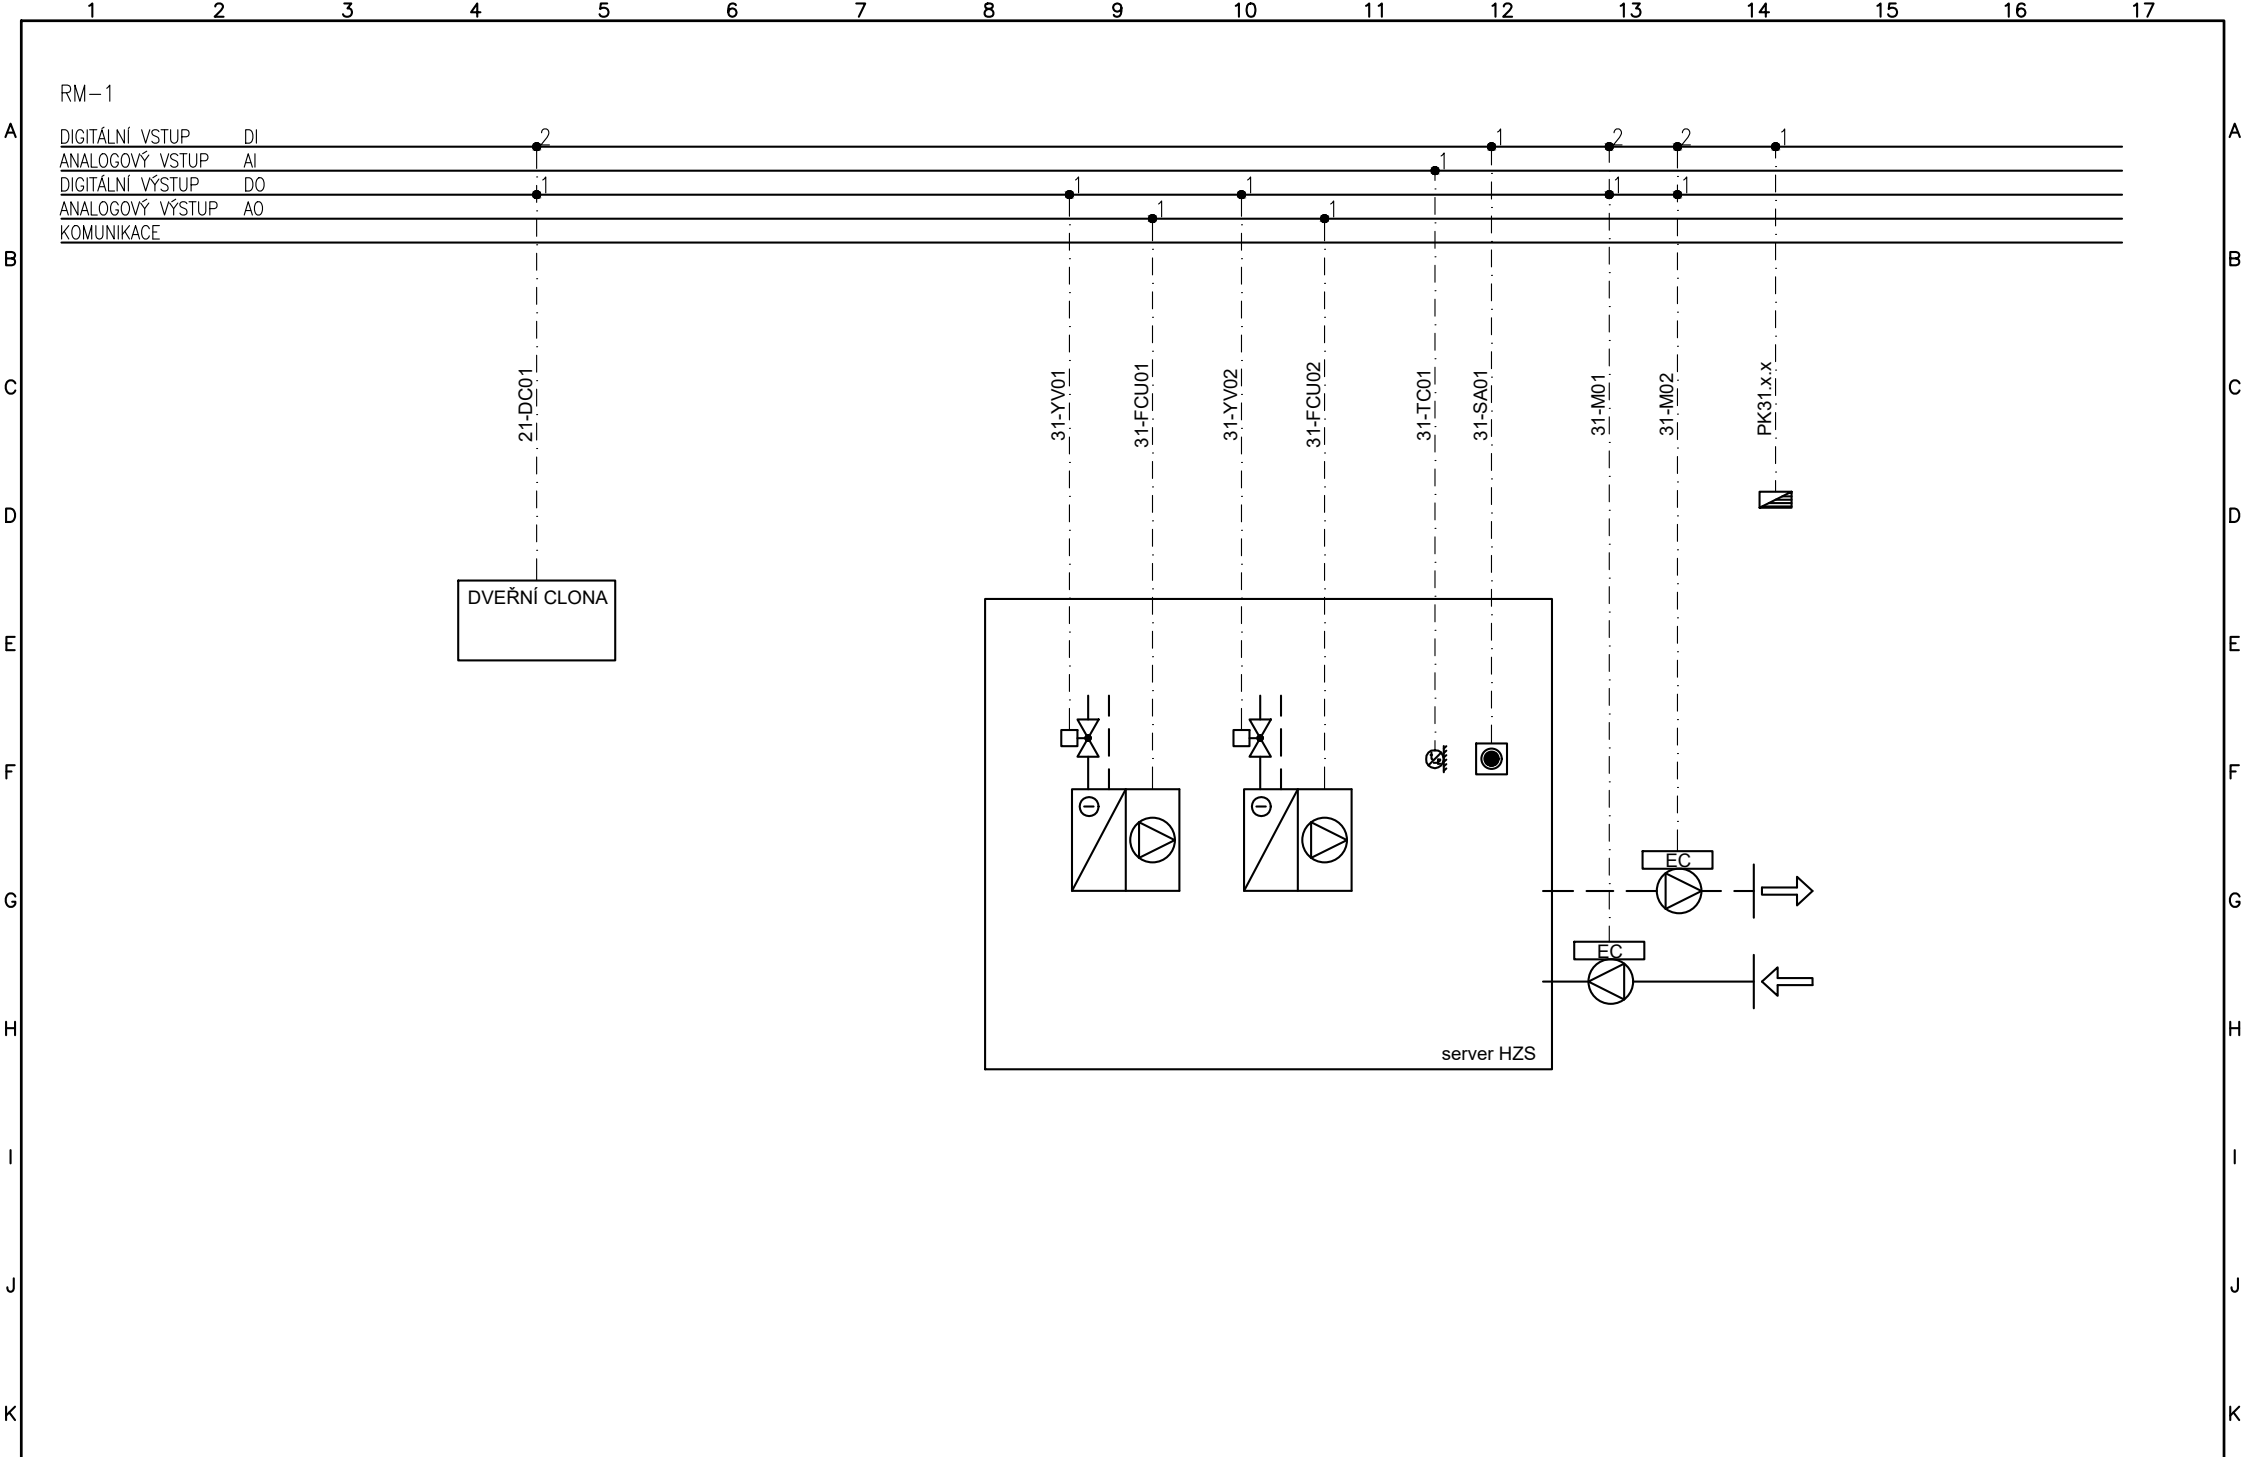 1 2 3 4 5 6 7 8 9 10 11 12 13 14 15 16 17
RM-1
A A
DIGITÁLNÍ VSTUP DI 2 1 2 2 1
ANALOGOVÝ VSTUP AI 1
DIGITÁLNÍ VÝSTUP DO 1 1 1 1 1
ANALOGOVÝ VÝSTUP AO 1 1
KOMUNIKACE
B B
C C
21-DC01
31-YV01
31-FCU01
31-YV02
31-FCU02
31-TC01
31-SA01
31-M01
31-M02
PK31.x.x
D D
DVEŘNÍ CLONA
E E
F F
EC
G G
EC
H H
server HZS
I I
J J
K K